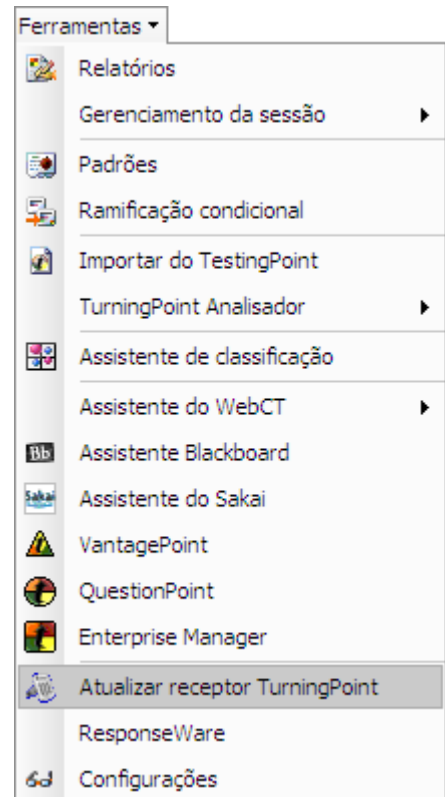 Ferramentas
Relatórios
Gerenciamento da sessão
Padrões
Ramificação condicional
Importar do TestingPoint
TurningPoint Analisador
Assistente de classificação
Assistente do WebCT
Bb Assistente Blackboard
Sakai Assistente do Sakai
VantagePoint
QuestionPoint
Enterprise Manager
Atualizar receptor TurningPoint
ResponseWare
Configurações